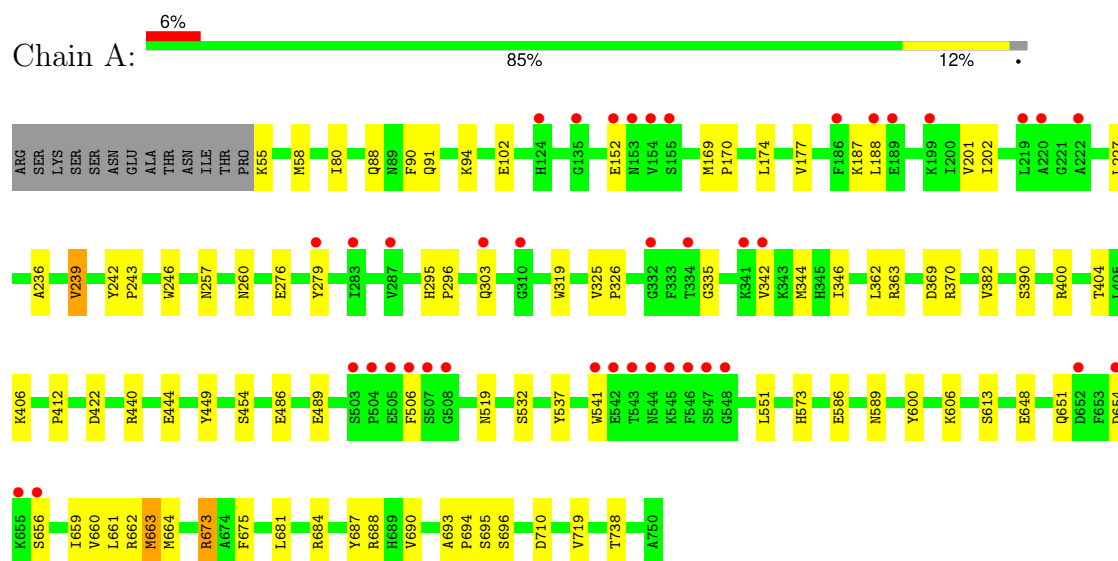 6%
Chain A:
85% 12% •
ARG SER LYS SER SER ASN GLU ALA THR ASN ILE THR PRO K55 M58 I80 Q88 N89 F90 Q91 K94 E102 H124 G135 E152 N153 V154 S155 M169 P170 L174 V177 F186 K187 L188 E189 K199 I200 V201 I202 L219 A220 G221 A222
A236 V239 Y242 P243 W246 N257 N260 E276 Y279 I283 V287 H295 P296 Q303 G310 W319 V325 P326 G332 F333 T334 G335 K341 V342 K343 M344 H345 I346 L362 R363 D369 R370 V382 S390 R400 T404 L405
K406 P412 D422 R440 E444 Y449 S454 E486 E489 S503 P504 E505 F506 S507 G508 N519 S532 Y537 W541 E542 T543 N544 K545 F546 S547 G548 L551 H573 E586 N589 Y600 K606 S613 E648 Q651 D652 F653 D654
K655 S656 I659 V660 L661 R662 M663 M664 R673 A674 F675 L681 R684 Y687 R688 H689 V690 A693 P694 S695 S696 D710 V719 T738 A750